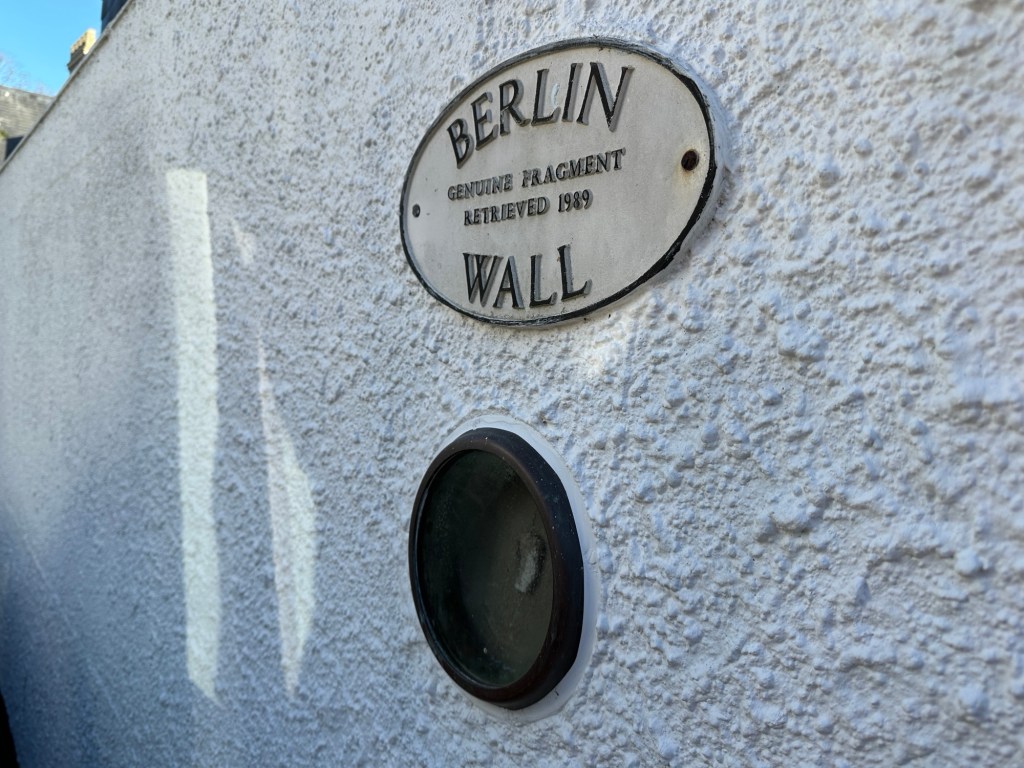 BERLIN
GENUINE FRAGMENT
RETRIEVED 1989
WALL